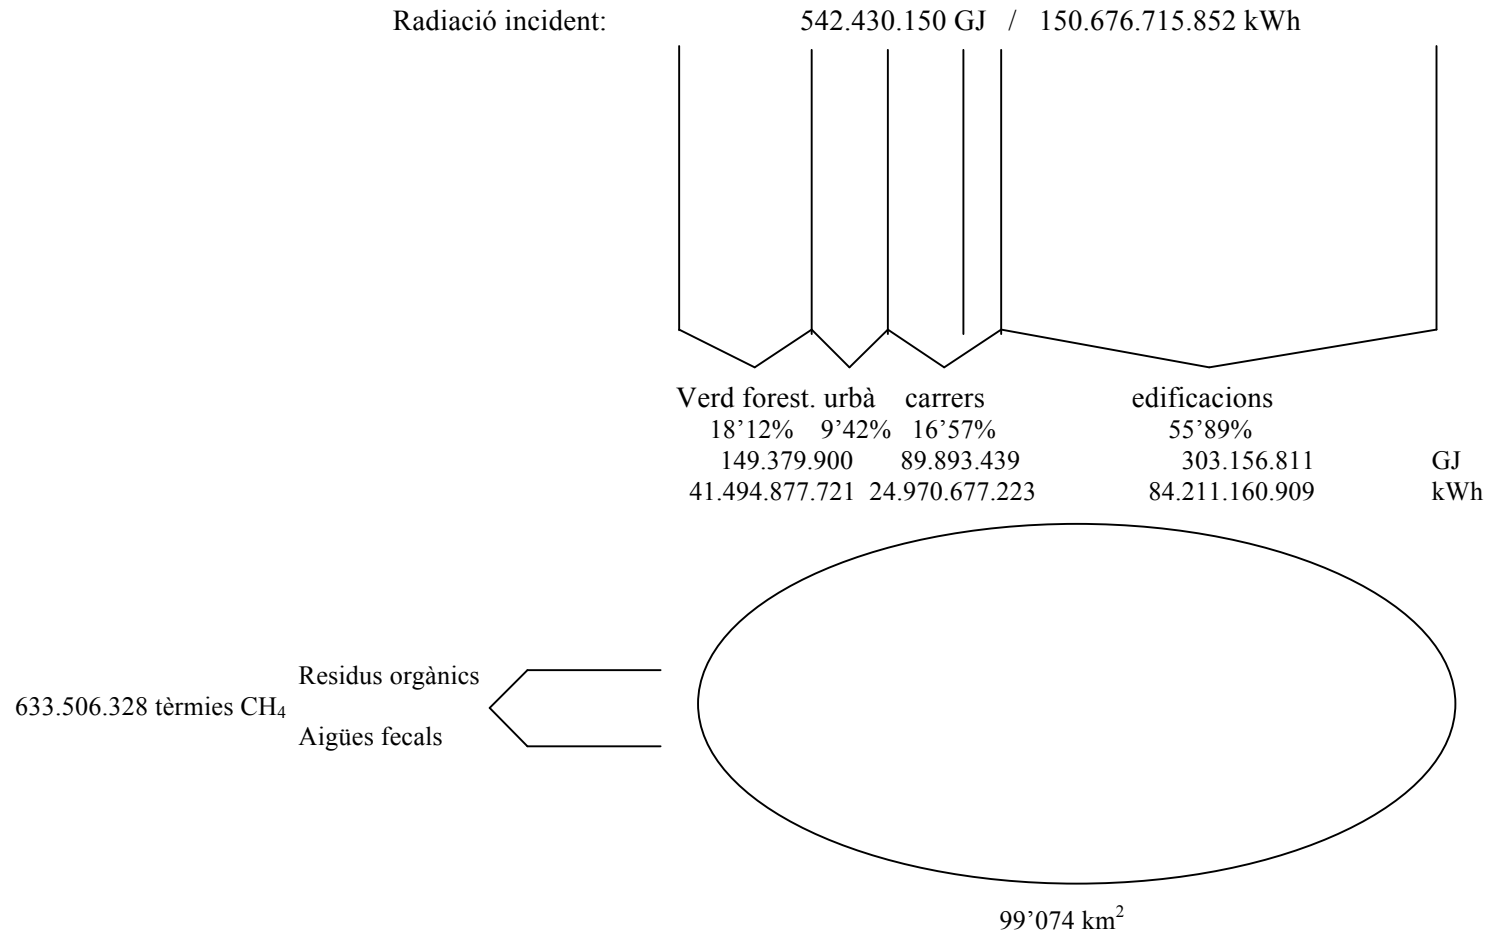 Radiació incident: 542.430.150 GJ / 150.676.715.852 kWh
Verd forest. urbà carrers edificacions
18’12% 9’42% 16’57% 55’89%
149.379.900 89.893.439 303.156.811 GJ
41.494.877.721 24.970.677.223 84.211.160.909 kWh
Residus orgànics
633.506.328 tèrmies CH₄
Aigües fecals
99’074 km²